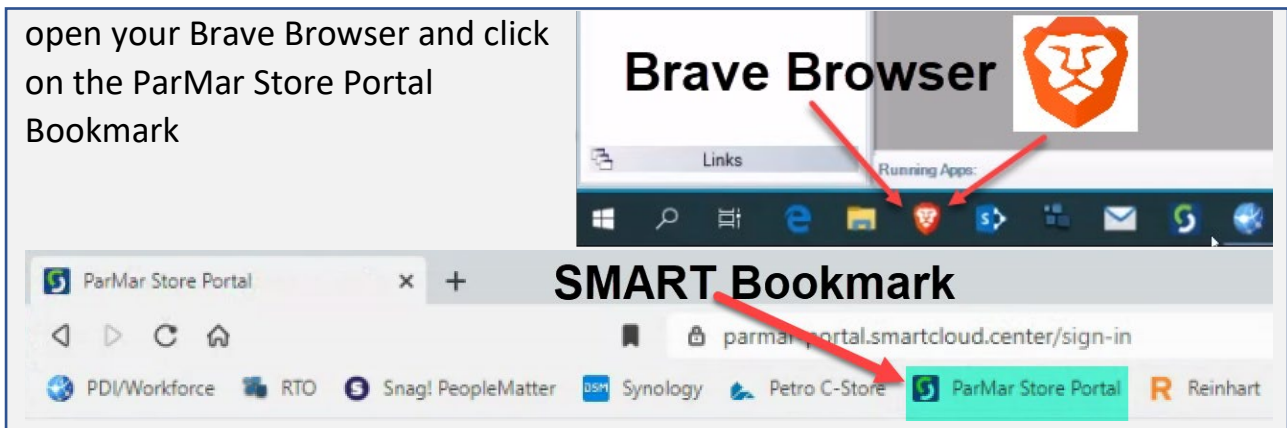 open your Brave Browser and click
on the ParMar Store Portal
Bookmark
Brave Browser
Links
Running Apps:
ParMar Store Portal
SMART Bookmark
parmar-portal.smartcloud.center/sign-in
PDI/Workforce RTO Snag! PeopleMatter DSM Synology Petro C-Store ParMar Store Portal R Reinhart